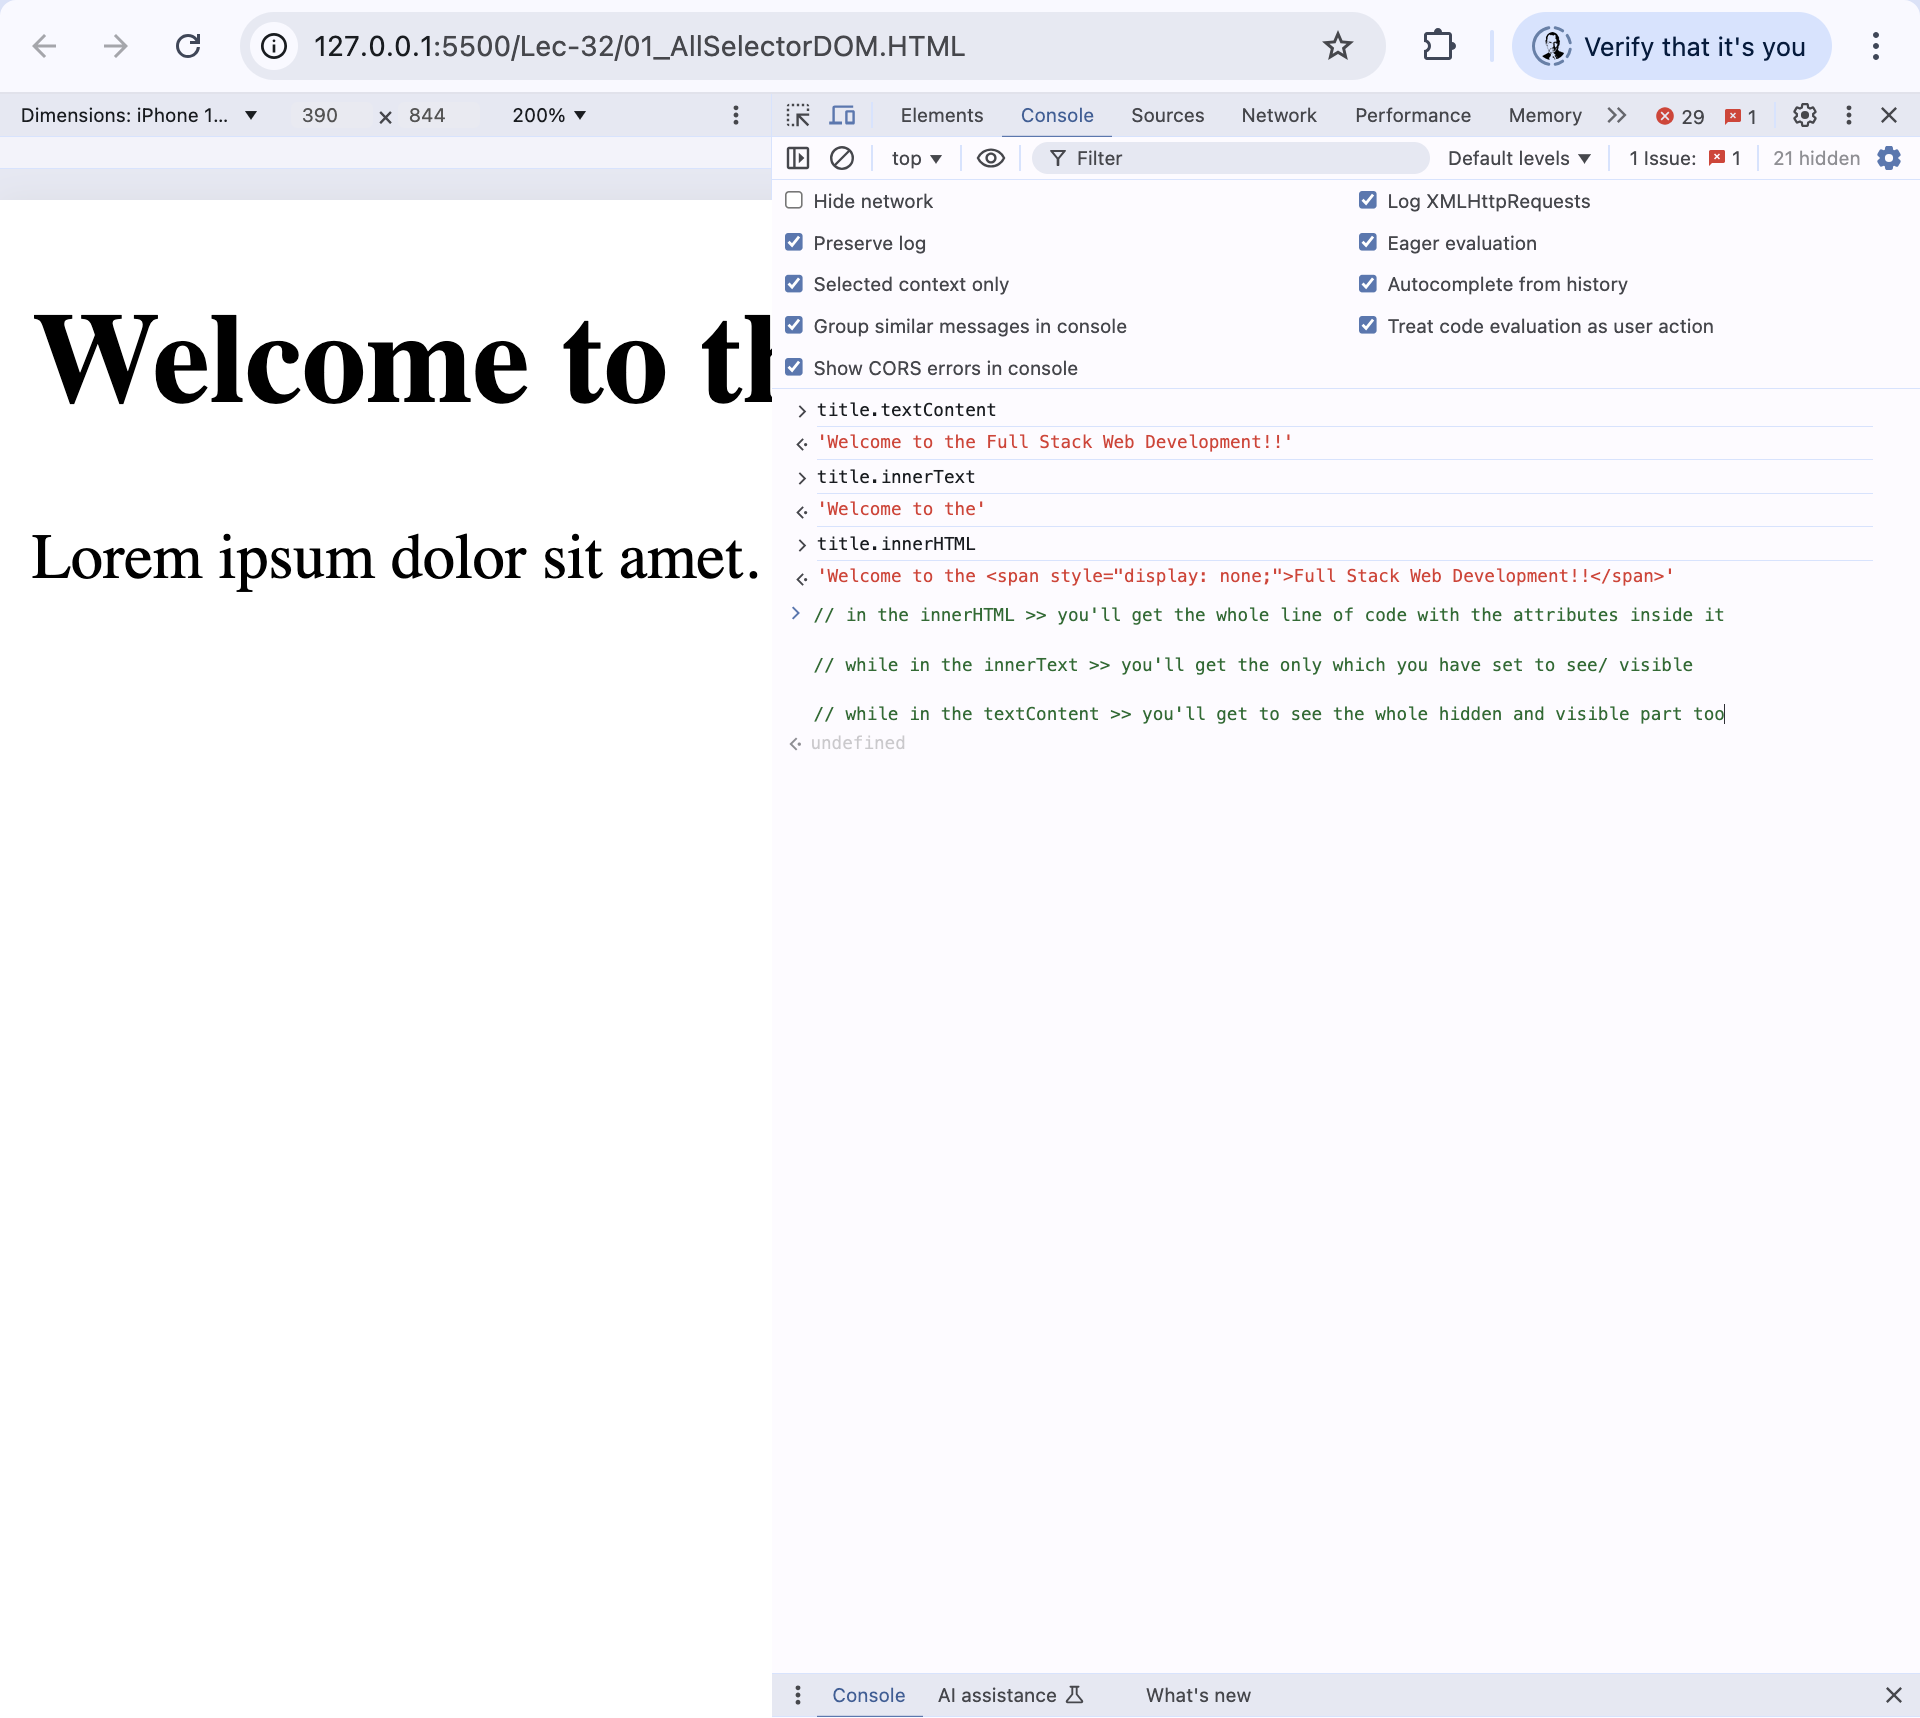 127.0.0.1:5500/Lec-32/01_AllSelectorDOM.HTML
Verify that it's you
Dimensions: iPhone 1... 390 × 844 200%
Elements Console Sources Network Performance Memory 29 1
top Filter Default levels 1 Issue: 1 21 hidden
Hide network
Log XMLHttpRequests
Preserve log
Eager evaluation
Selected context only
Autocomplete from history
Group similar messages in console
Treat code evaluation as user action
Show CORS errors in console
Welcome to th
Lorem ipsum dolor sit amet.
title.textContent
'Welcome to the Full Stack Web Development!!'
title.innerText
'Welcome to the'
title.innerHTML
'Welcome to the <span style="display: none;">Full Stack Web Development!!</span>'
// in the innerHTML >> you'll get the whole line of code with the attributes inside it
// while in the innerText >> you'll get the only which you have set to see/ visible
// while in the textContent >> you'll get to see the whole hidden and visible part too
undefined
Console AI assistance What's new